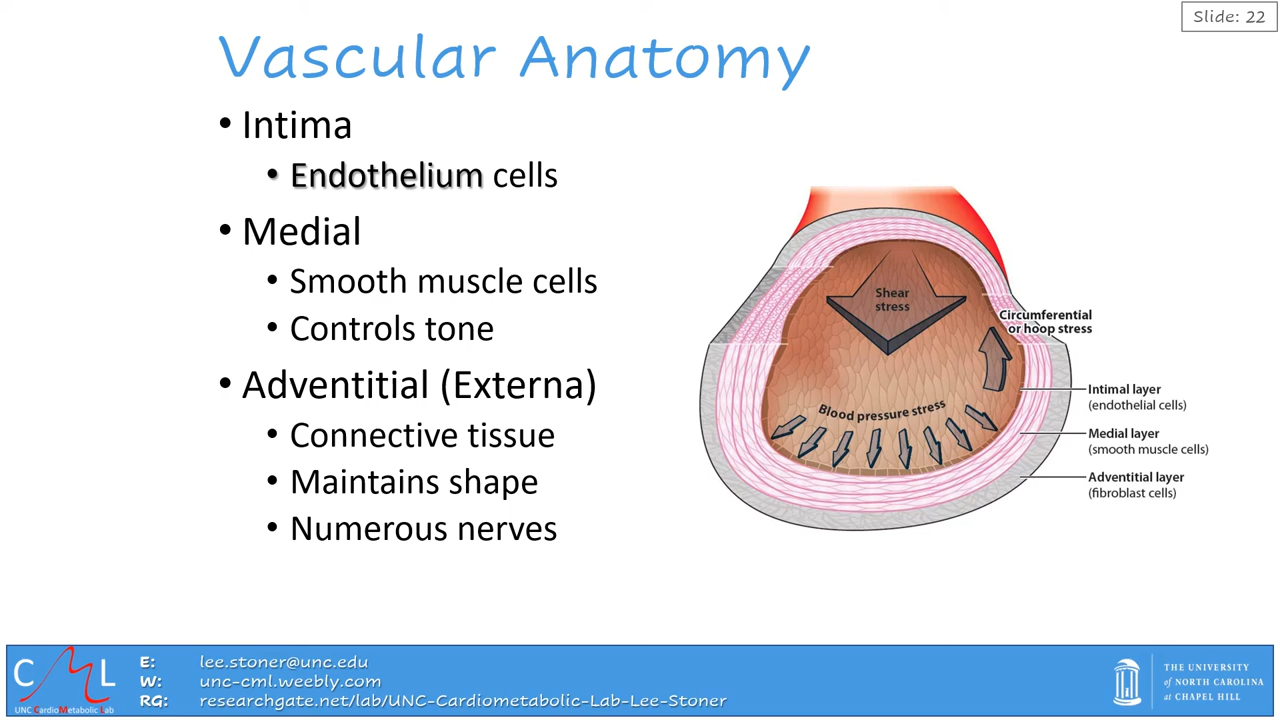 Slide: 22
Vascular Anatomy
• Intima
• Endothelium cells
• Medial
• Smooth muscle cells
• Controls tone
• Adventitial (Externa)
• Connective tissue
• Maintains shape
• Numerous nerves
Shear
stress
Circumferential
or hoop stress
Blood pressure stress
Intimal layer
(endothelial cells)
Medial layer
(smooth muscle cells)
Adventitial layer
(fibroblast cells)
CML
UNC CardioMetabolic Lab
E: lee.stoner@unc.edu
W: unc-cml.weebly.com
RG: researchgate.net/lab/UNC-Cardiometabolic-Lab-Lee-Stoner
THE UNIVERSITY
of NORTH CAROLINA
at CHAPEL HILL